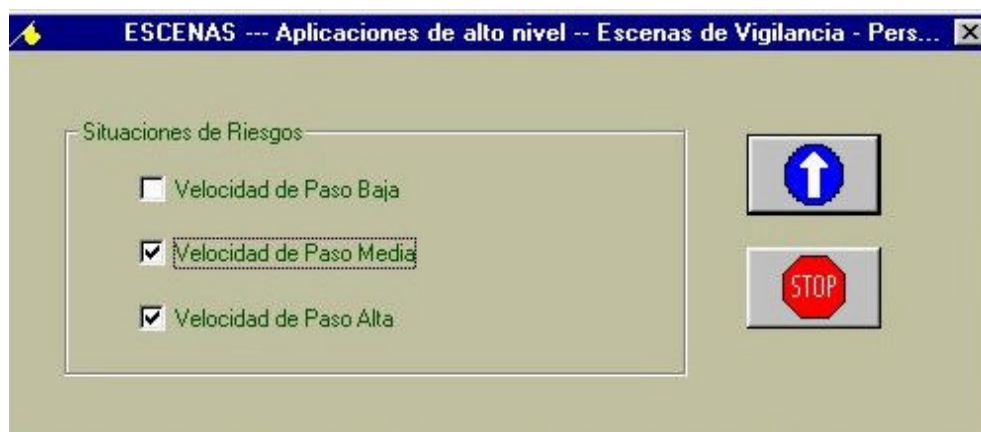 ESCENAS --- Aplicaciones de alto nivel -- Escenas de Vigilancia - Pers...
Situaciones de Riesgos
Velocidad de Paso Baja
Velocidad de Paso Media
Velocidad de Paso Alta
STOP